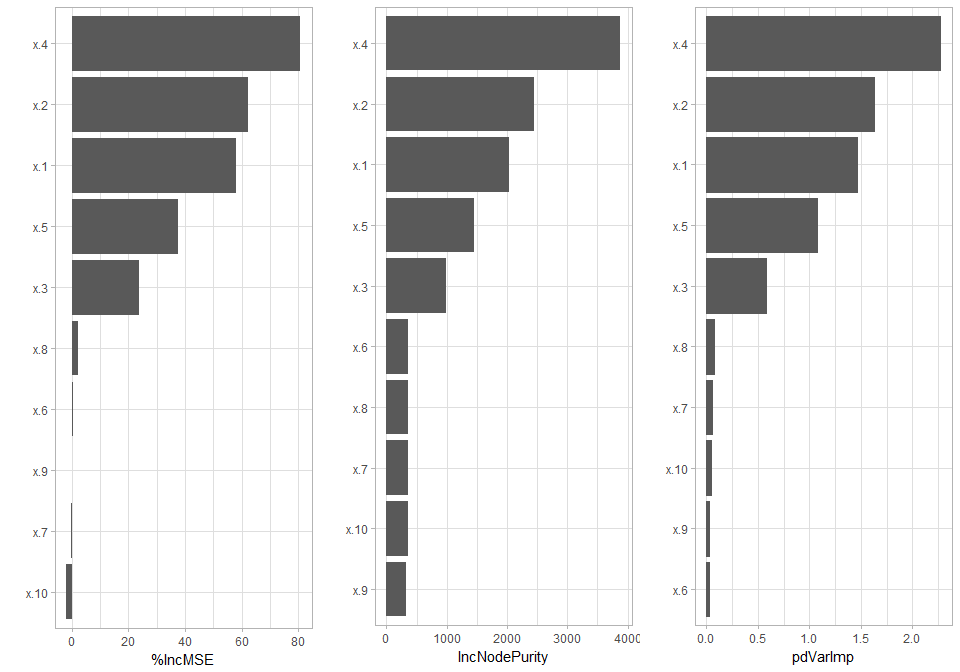 x.4
x.2
x.1
x.5
x.3
x.8
x.6
x.9
x.7
x.10
0 20 40 60 80
%IncMSE
x.4
x.2
x.1
x.5
x.3
x.6
x.8
x.7
x.10
x.9
0 1000 2000 3000 4000
IncNodePurity
x.4
x.2
x.1
x.5
x.3
x.8
x.7
x.10
x.9
x.6
0.0 0.5 1.0 1.5 2.0
pdVarImp